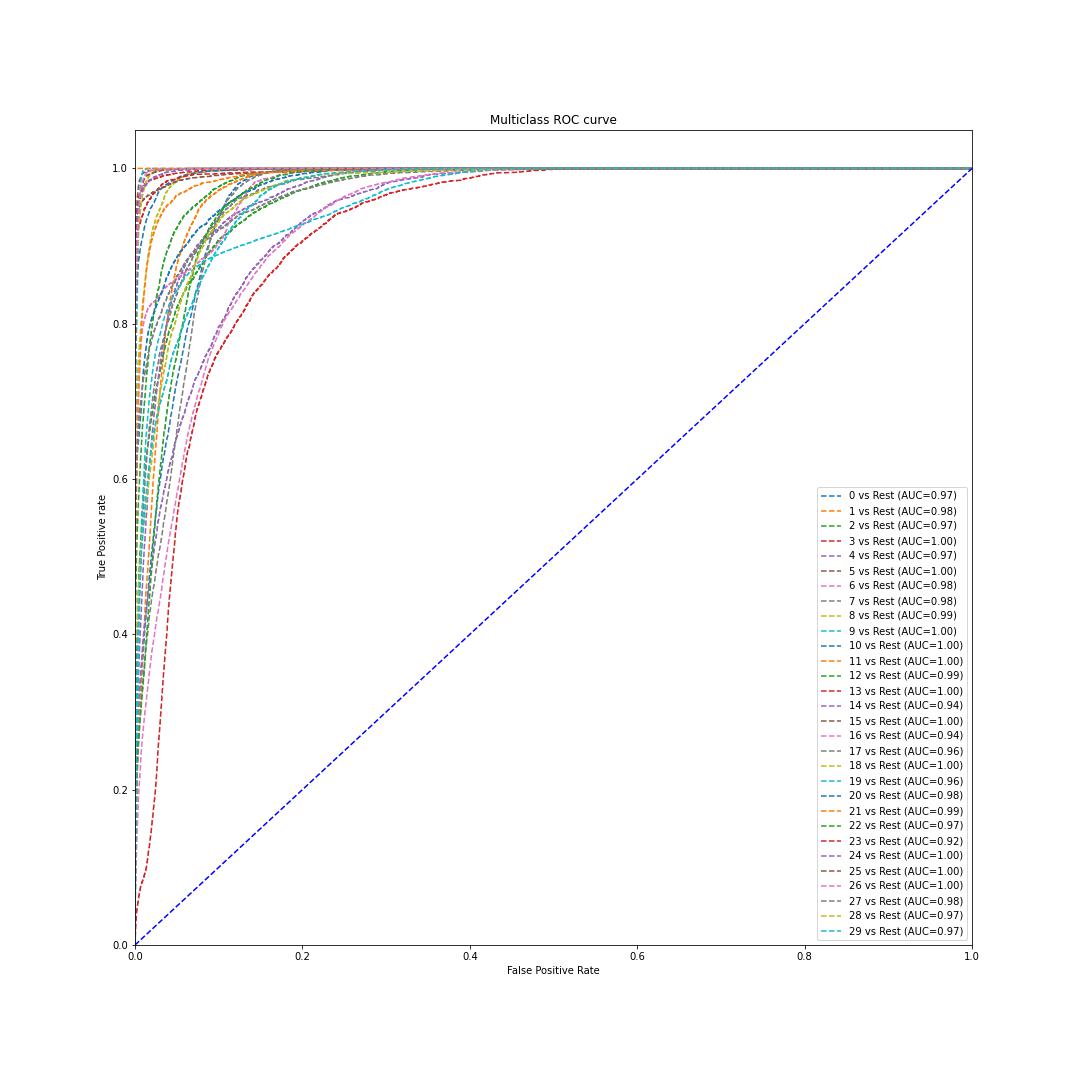 Multiclass ROC curve
1.0
0.8
0.6
0.4
0.2
0.0
True Positive rate
0 vs Rest (AUC=0.97)
1 vs Rest (AUC=0.98)
2 vs Rest (AUC=0.97)
3 vs Rest (AUC=1.00)
4 vs Rest (AUC=0.97)
5 vs Rest (AUC=1.00)
6 vs Rest (AUC=0.98)
7 vs Rest (AUC=0.98)
8 vs Rest (AUC=0.99)
9 vs Rest (AUC=1.00)
10 vs Rest (AUC=1.00)
11 vs Rest (AUC=1.00)
12 vs Rest (AUC=0.99)
13 vs Rest (AUC=1.00)
14 vs Rest (AUC=0.94)
15 vs Rest (AUC=1.00)
16 vs Rest (AUC=0.94)
17 vs Rest (AUC=0.96)
18 vs Rest (AUC=1.00)
19 vs Rest (AUC=0.96)
20 vs Rest (AUC=0.98)
21 vs Rest (AUC=0.99)
22 vs Rest (AUC=0.97)
23 vs Rest (AUC=0.92)
24 vs Rest (AUC=1.00)
25 vs Rest (AUC=1.00)
26 vs Rest (AUC=1.00)
27 vs Rest (AUC=0.98)
28 vs Rest (AUC=0.97)
29 vs Rest (AUC=0.97)
0.0 0.2 0.4 0.6 0.8 1.0
False Positive Rate